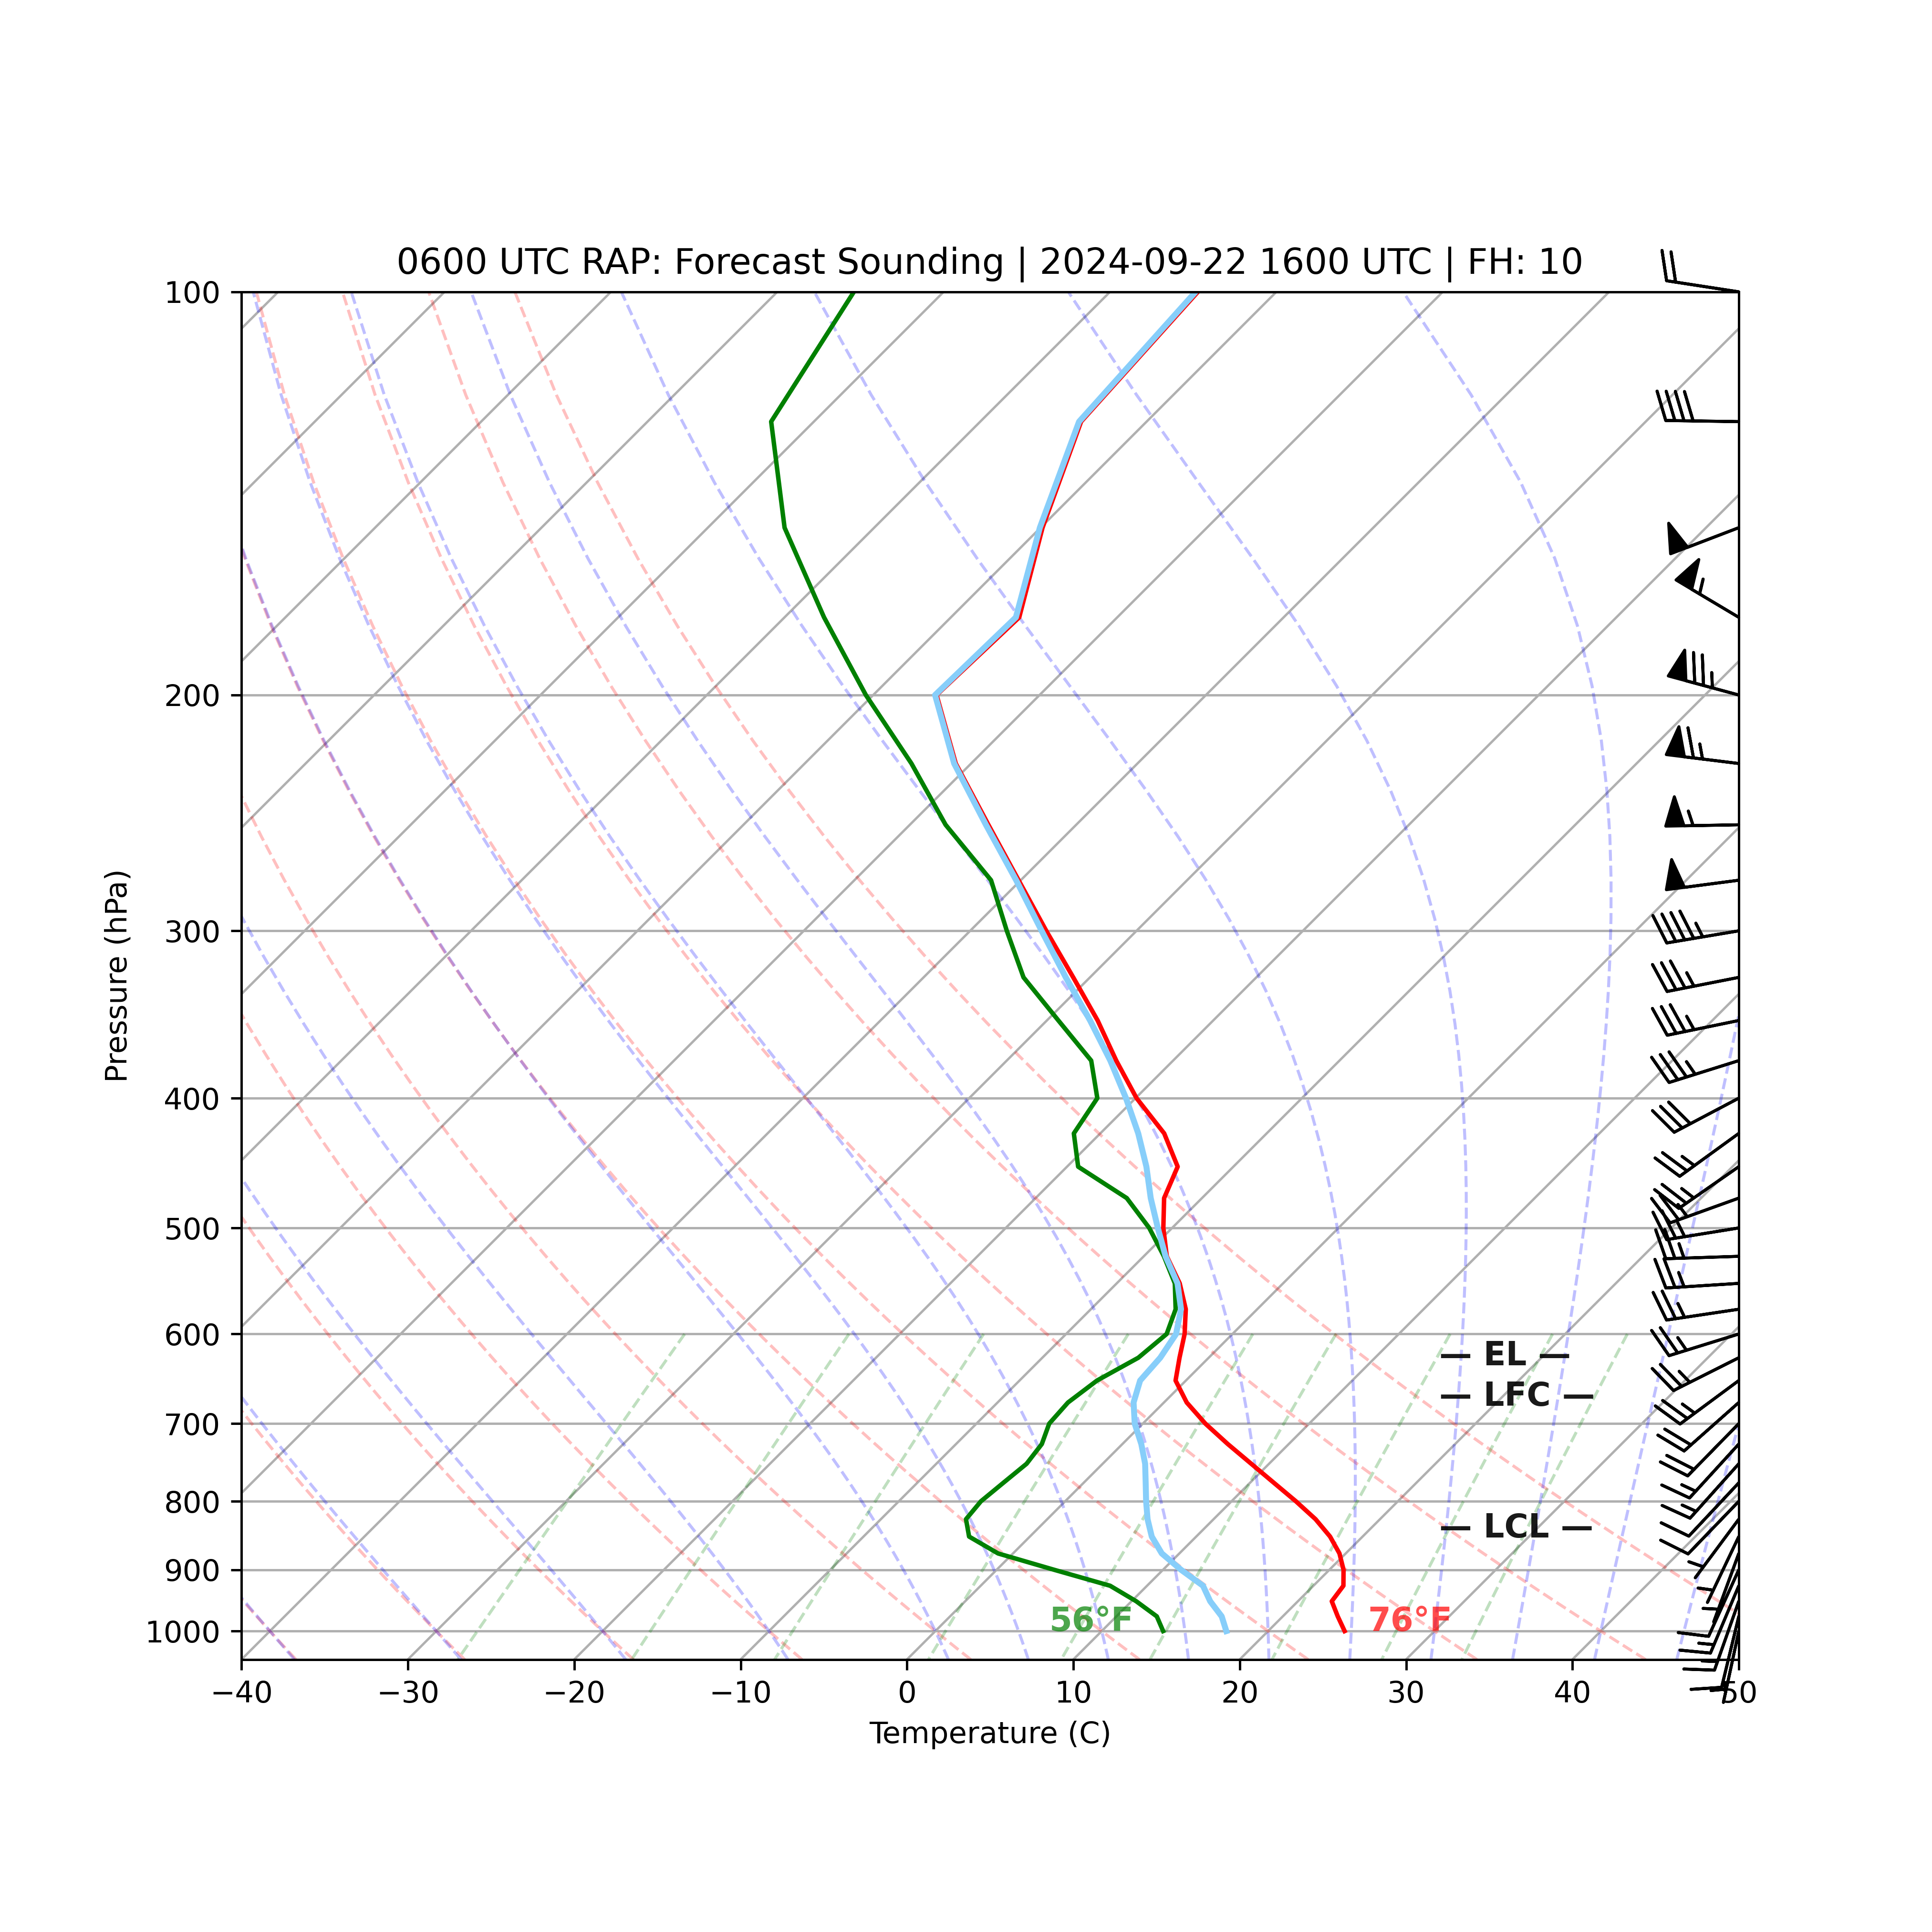 0600 UTC RAP: Forecast Sounding | 2024-09-22 1600 UTC | FH: 10
100
200
300
400
500
600
700
800
900
1000
Pressure (hPa)
— EL —
— LFC —
— LCL —
56°F
76°F
−40 −30 −20 −10 0 10 20 30 40 50
Temperature (C)